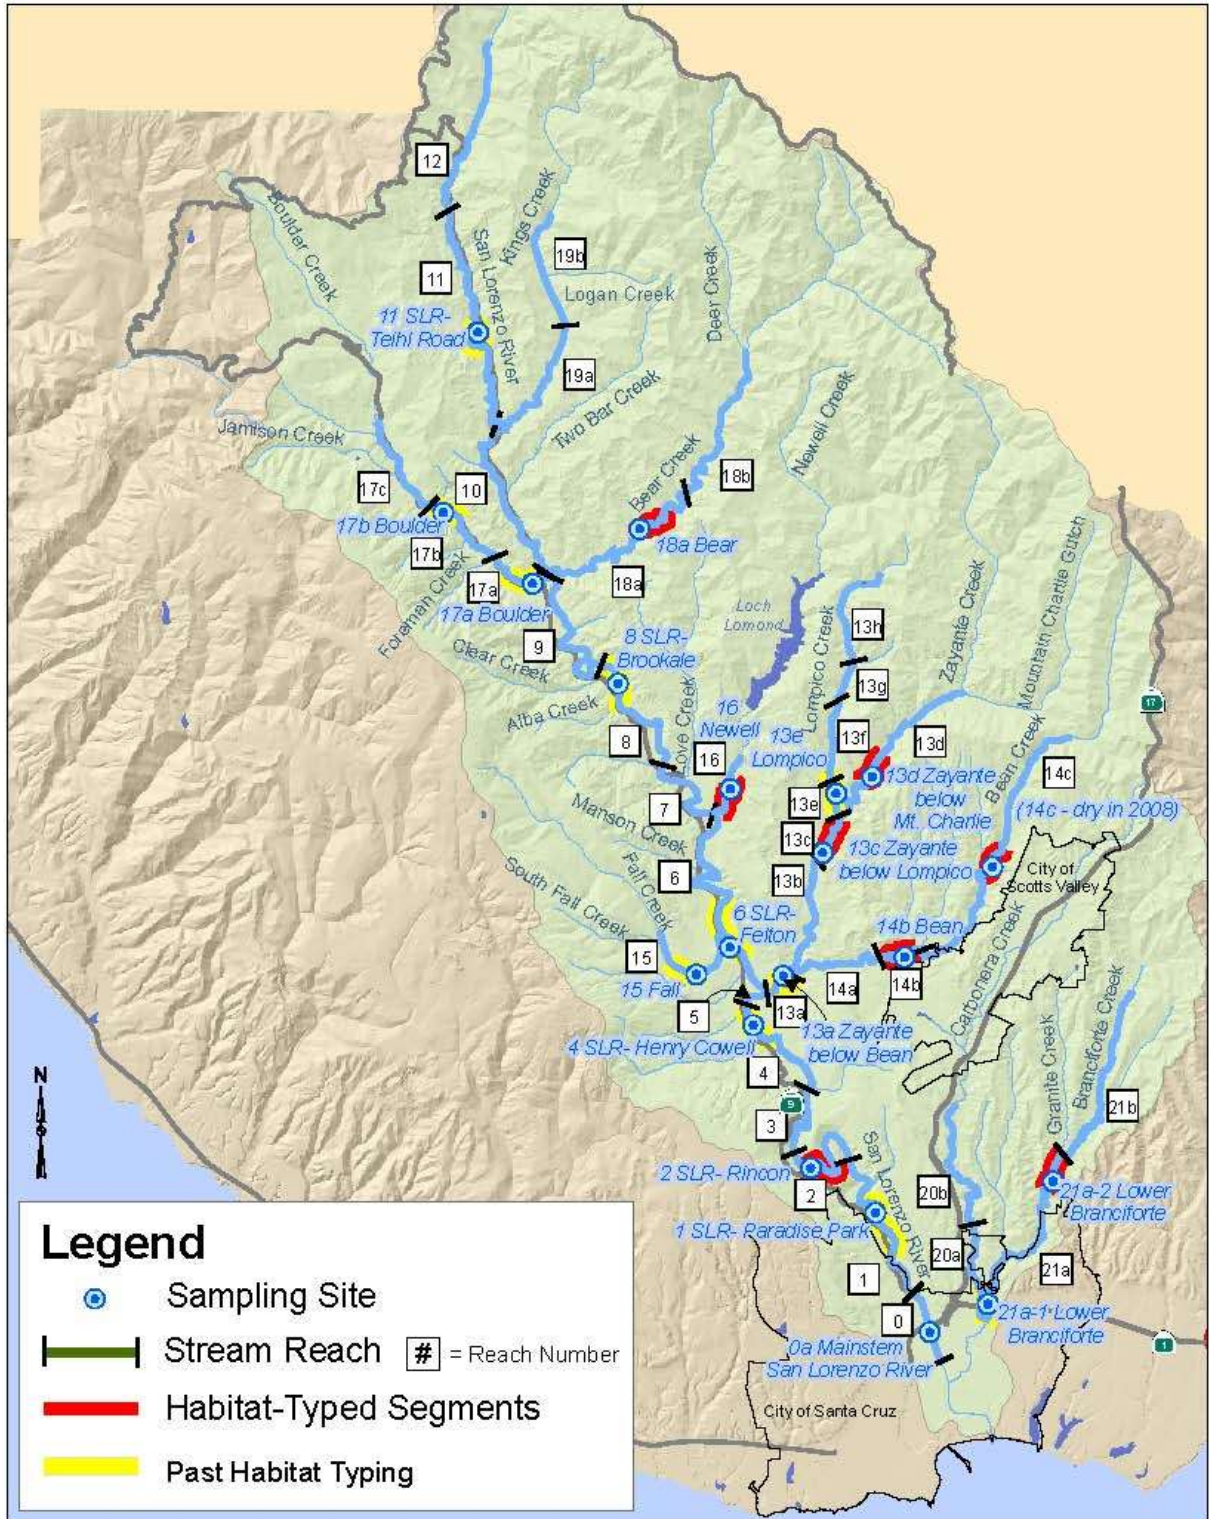 12
Boulder Creek
Kings Creek
19b
11
San Lorenzo River
Logan Creek
Deer Creek
11 SLR-
Teihl Road
19a
Two Bar Creek
Newell Creek
Jamison Creek
Bear Creek
18b
17c
10
17b Boulder
18a Bear
17b
17a
18a
17a Boulder
Foreman Creek
Loch
Lomond
Lompico Creek
13h
Zayante Creek
Mountain Charlie Gulch
9
8 SLR-
Brookale
Clear Creek
13g
17
Alba Creek
Love Creek
16
Newell
13e
Lompico
13f
13d
8
16
Bean Creek
14c
13d Zayante
below
Mt. Charlie
(14c - dry in 2008)
7
13e
Manson Creek
13c
13c Zayante
below Lompico
City of
Scotts Valley
6
13b
Fall Creek
South Fall Creek
6 SLR-
Felton
14b Bean
Carbonera Creek
15
15 Fall
14a
14b
5
13a
13a Zayante
below Bean
4 SLR- Henry Cowell
Granite Creek
Branciforte Creek
4
N
9
21b
3
San Lorenzo River
2 SLR- Rincon
2
20b
21a-2 Lower
Branciforte
1 SLR- Paradise Park
20a
21a
1
0
21a-1 Lower
Branciforte
0a Mainstem
San Lorenzo River
1
City of Santa Cruz
Legend
Sampling Site
Stream Reach # = Reach Number
Habitat-Typed Segments
Past Habitat Typing